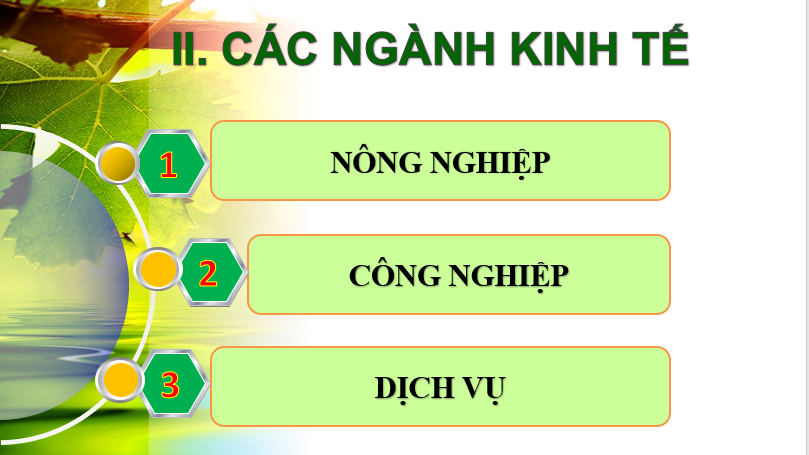 II. CÁC NGÀNH KINH TẾ
1
NÔNG NGHIỆP
2
CÔNG NGHIỆP
3
DỊCH VỤ